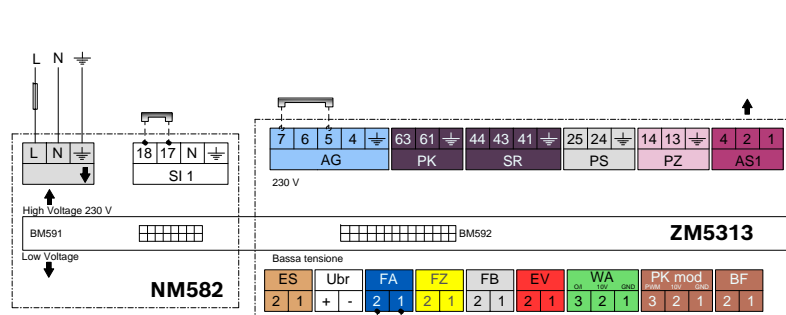 L N
L N
18 17 N
SI 1
7 6 5 4
AG
63 61
PK
44 43 41
SR
25 24
PS
14 13
PZ
4 2 1
AS1
230 V
High Voltage 230 V
BM591
BM592
ZM5313
Low Voltage
NM582
Bassa tensione
ES
2 1
Ubr
+ -
FA
2 1
FZ
2 1
FB
2 1
EV
2 1
WA
O/I 10V GND
3 2 1
PK mod
PWM 10V GND
3 2 1
BF
2 1